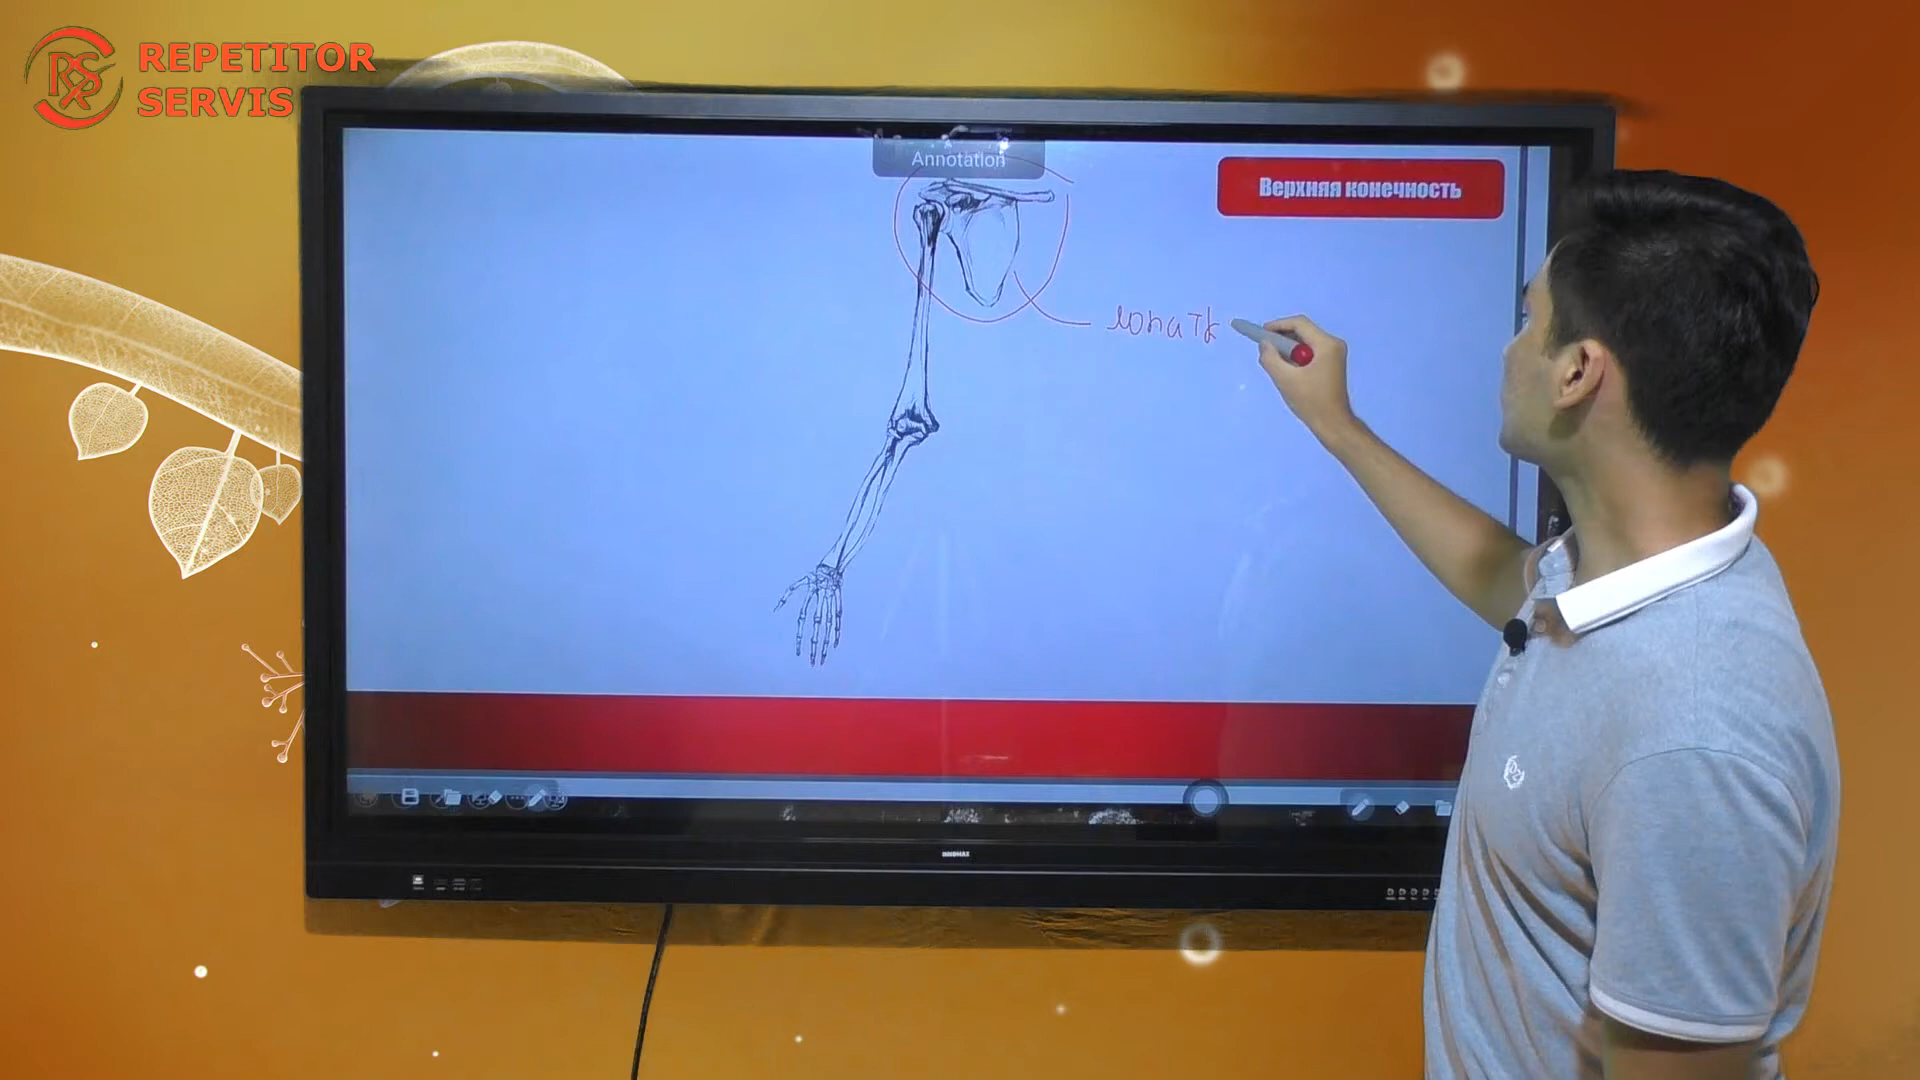 REPETITOR
SERVIS
Annotation
Верхняя конечность
лопатк